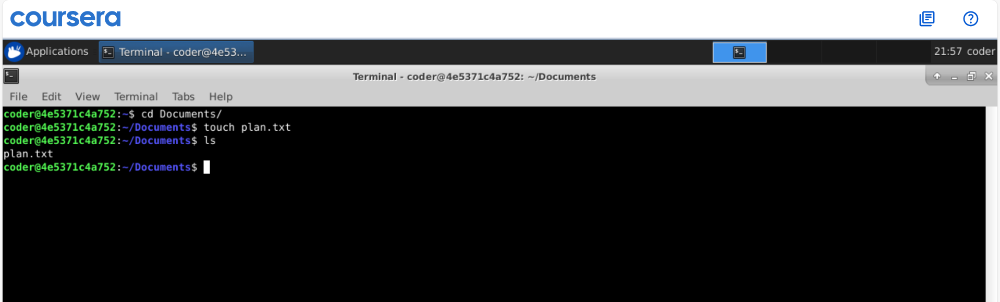 coursera
Applications
Terminal - coder@4e53...
21:57 coder
Terminal - coder@4e5371c4a752: ~/Documents
File Edit View Terminal Tabs Help
coder@4e5371c4a752:~$ cd Documents/
coder@4e5371c4a752:~/Documents$ touch plan.txt
coder@4e5371c4a752:~/Documents$ ls
plan.txt
coder@4e5371c4a752:~/Documents$